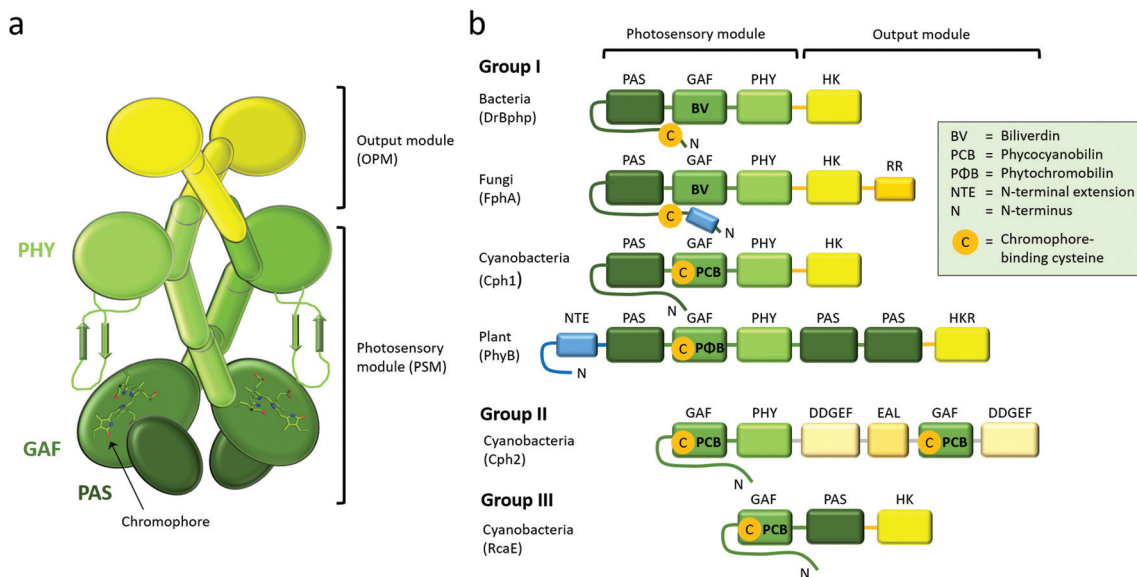 a
Output module
(OPM)
PHY
Photosensory
module (PSM)
GAF
PAS
Chromophore
b
Photosensory module
Output module
Group I
PAS GAF PHY HK
Bacteria
(DrBphp)
BV
C
N
PAS GAF PHY HK RR
Fungi
(FphA)
BV
C
N
PAS GAF PHY HK
Cyanobacteria
(Cph1)
C PCB
N
NTE PAS GAF PHY PAS PAS HKR
Plant
(PhyB)
C PΦB
N
Group II
GAF PHY DDGEF EAL GAF DDGEF
Cyanobacteria
(Cph2)
C PCB C PCB
N
Group III
GAF PAS HK
Cyanobacteria
(RcaE)
C PCB
N
BV = Biliverdin
PCB = Phycocyanobilin
PΦB = Phytochromobilin
NTE = N-terminal extension
N = N-terminus
C = Chromophore-
binding cysteine